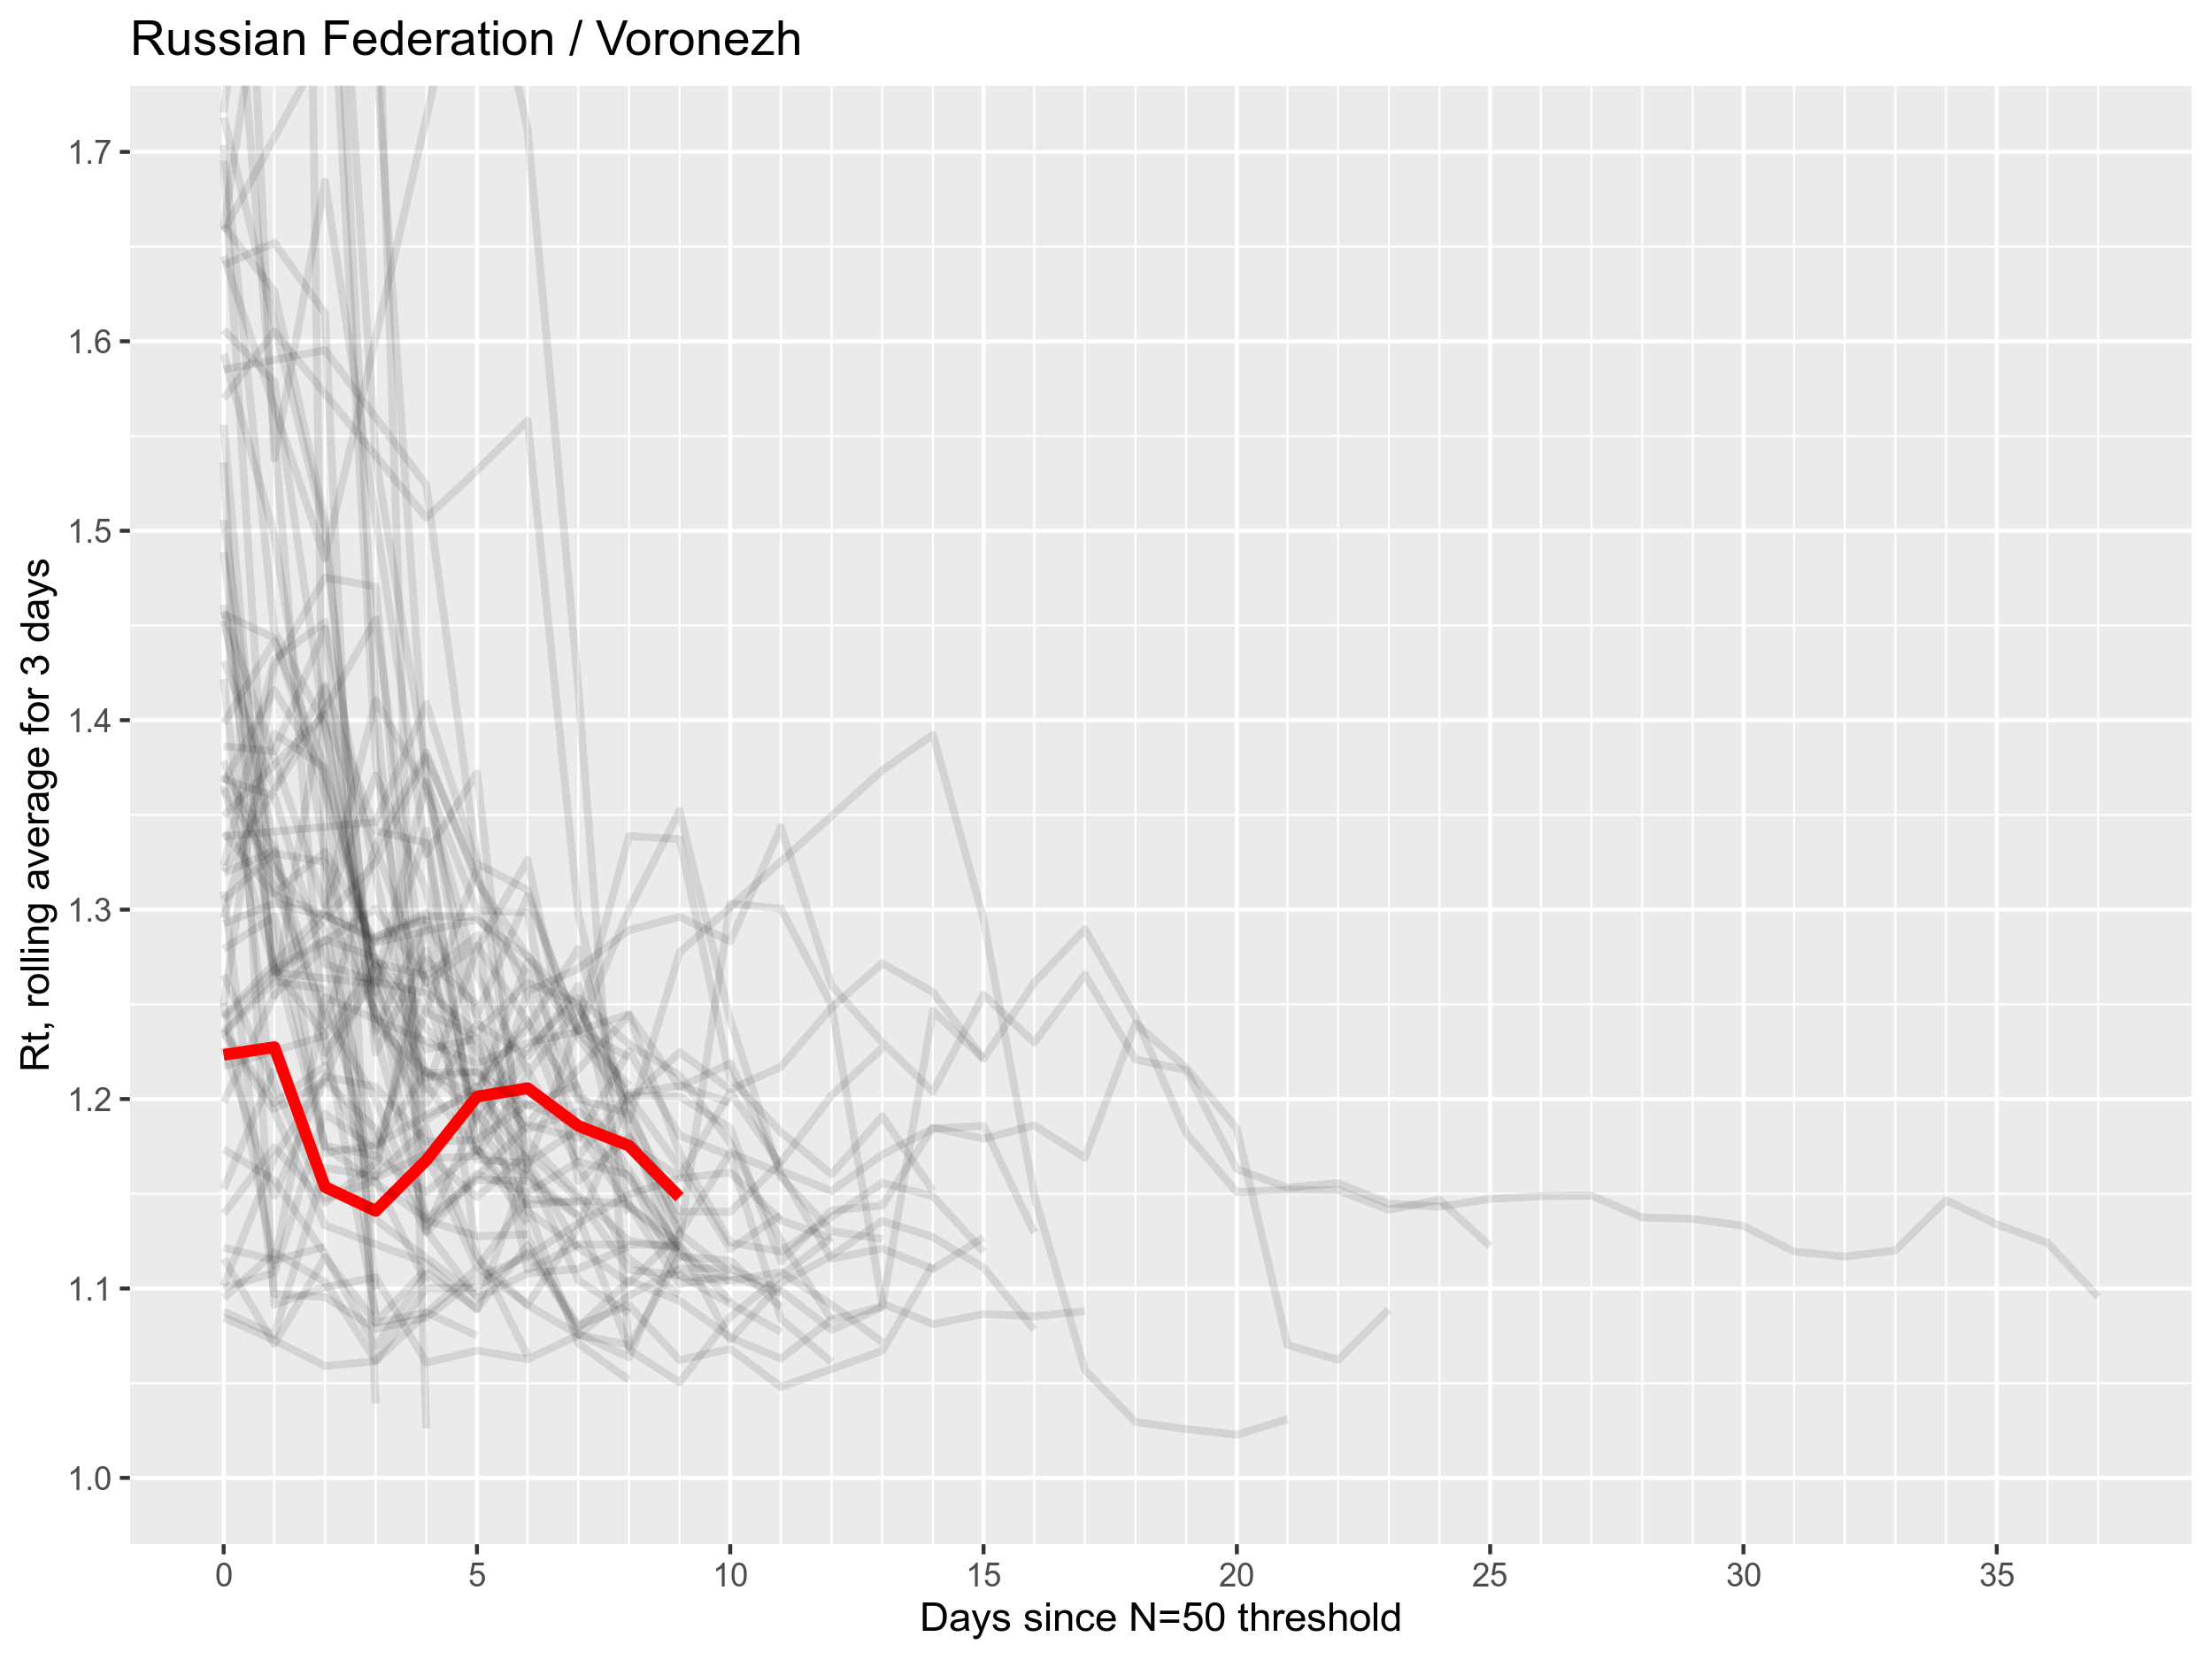 Russian Federation / Voronezh
Rt, rolling average for 3 days
1.7
1.6
1.5
1.4
1.3
1.2
1.1
1.0
0 5 10 15 20 25 30 35
Days since N=50 threshold